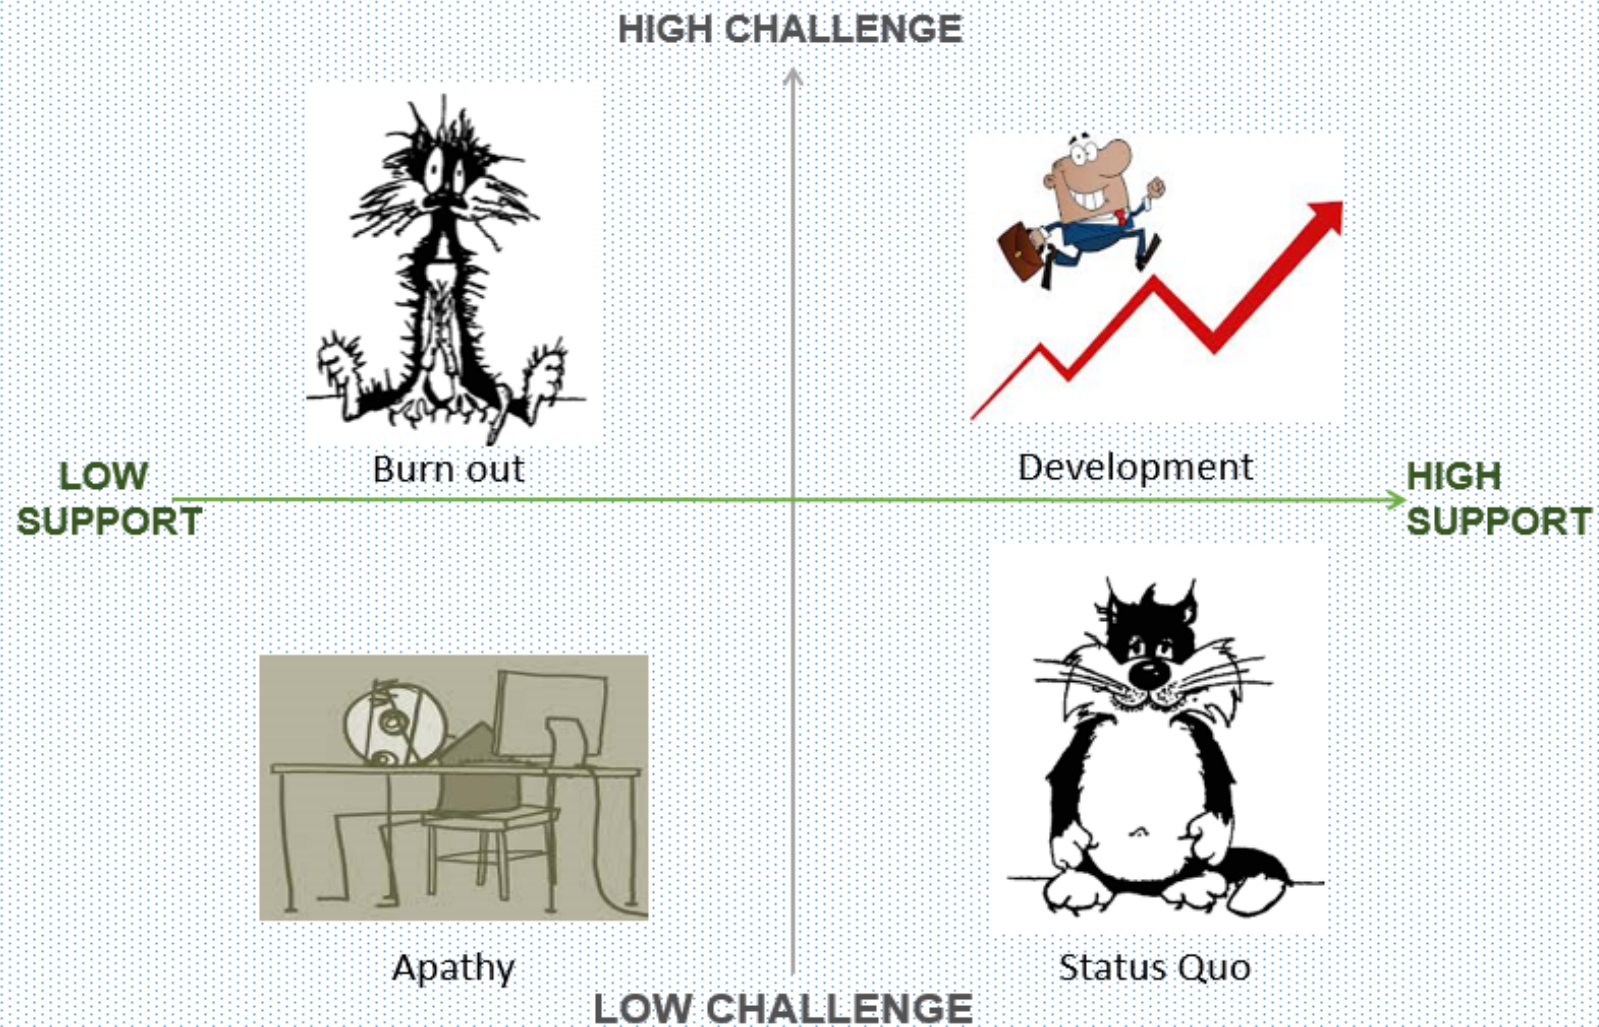 HIGH CHALLENGE
Burn out
Development
LOW
SUPPORT
HIGH
SUPPORT
Apathy
Status Quo
LOW CHALLENGE